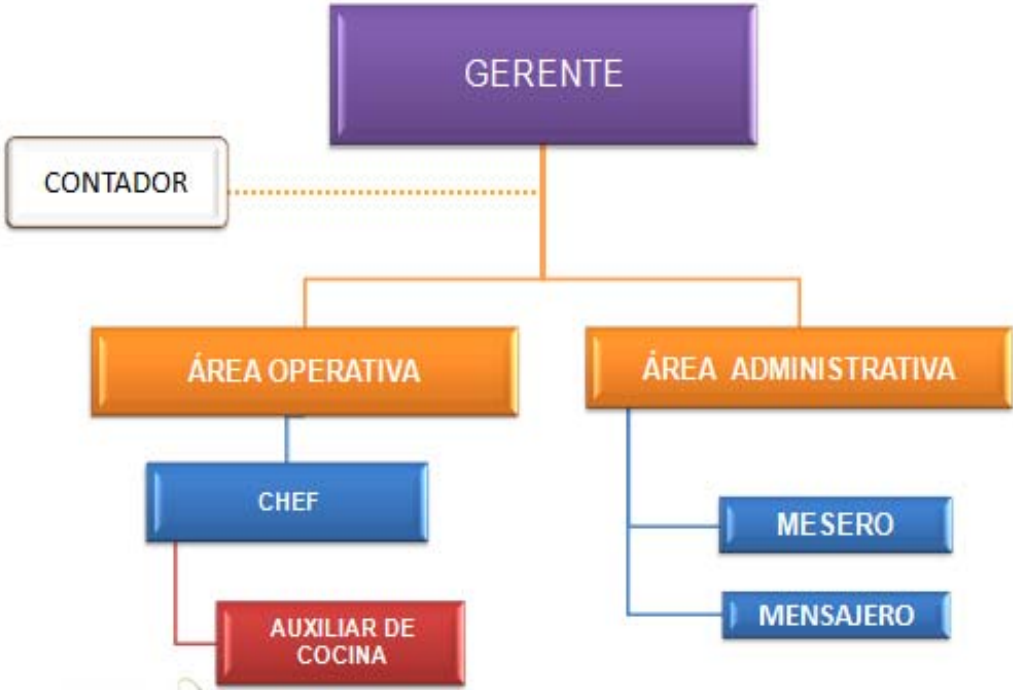 GERENTE
CONTADOR
ÁREA OPERATIVA
ÁREA ADMINISTRATIVA
CHEF
MESERO
AUXILIAR DE
COCINA
MENSAJERO